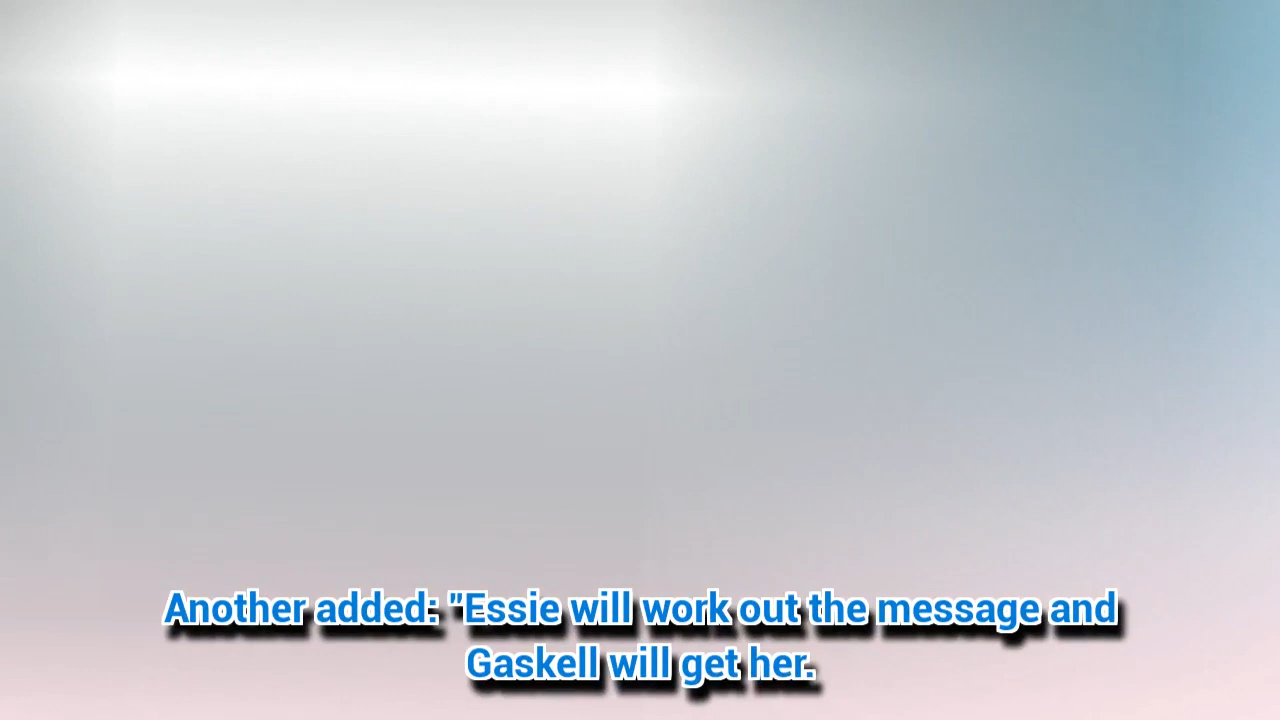 Another added: "Essie will work out the message and
Gaskell will get her.